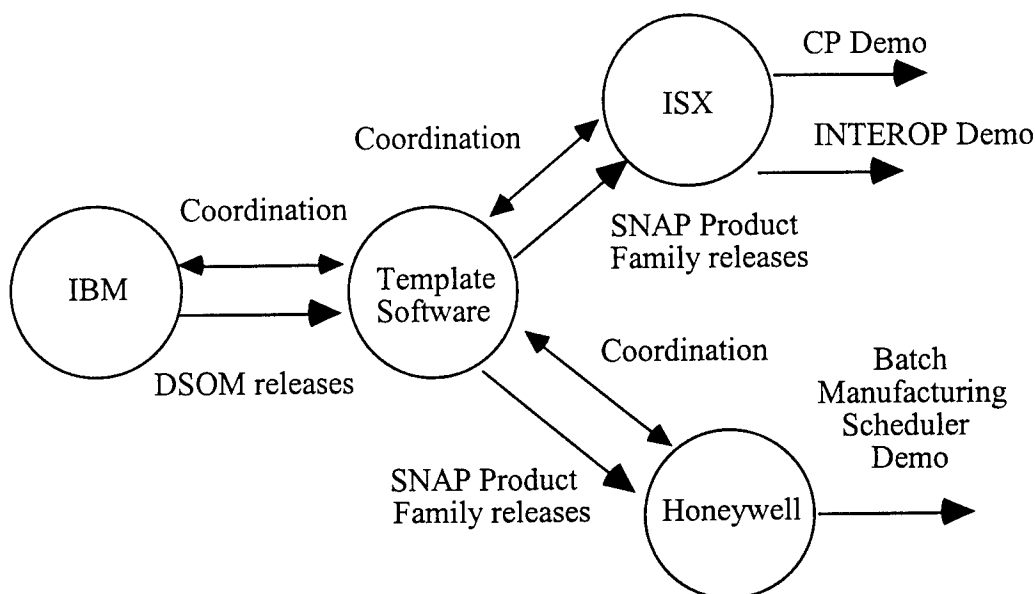 CP Demo
ISX
INTEROP Demo
Coordination
SNAP Product
Family releases
Coordination
IBM
DSOM releases
Template
Software
Coordination
SNAP Product
Family releases
Honeywell
Batch
Manufacturing
Scheduler
Demo